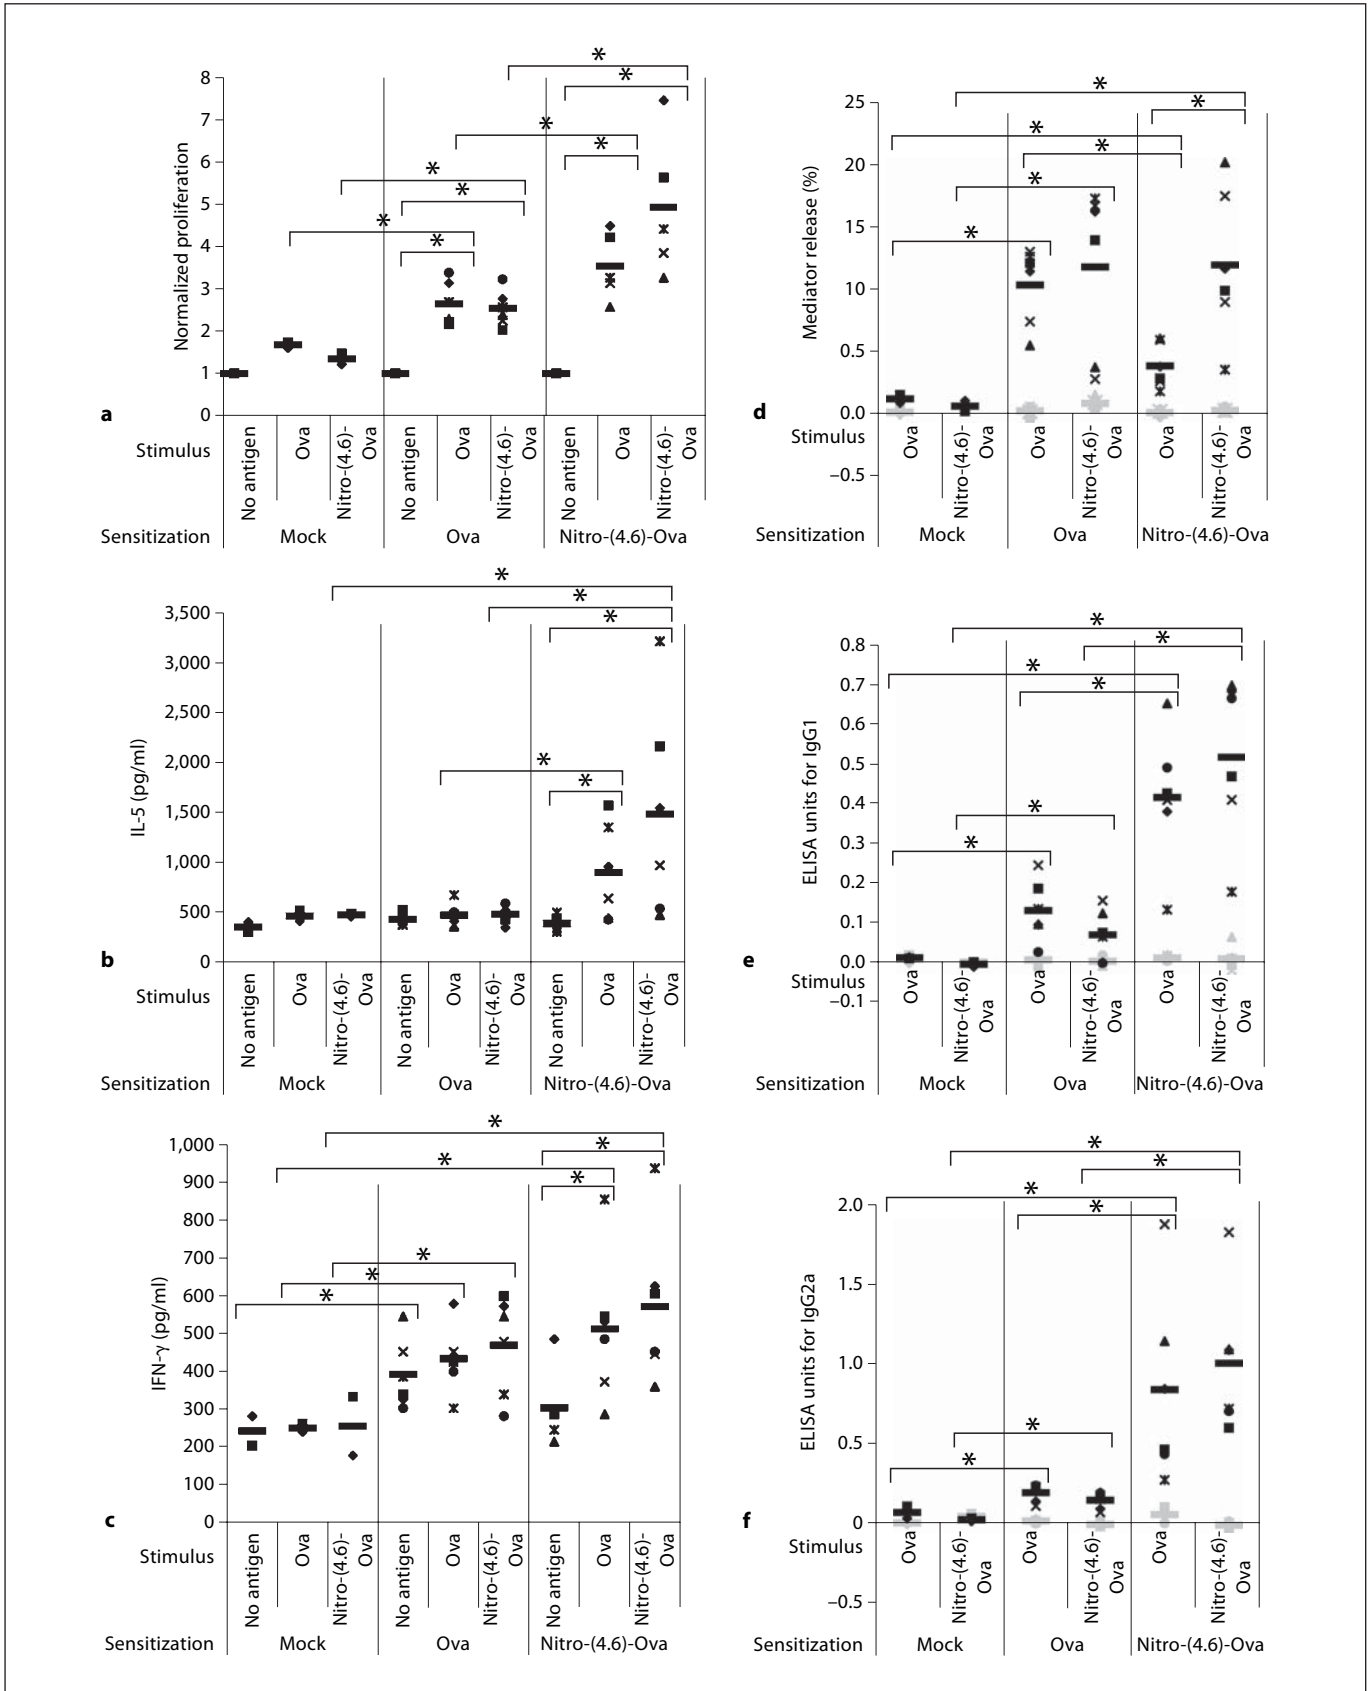 *
*
8
7
6
5
4
3
2
1
0
Normalized proliferation
*
*
*
*
*
*
a
Stimulus
No antigen
Ova
Nitro-(4.6)-
Ova
No antigen
Ova
Nitro-(4.6)-
Ova
No antigen
Ova
Nitro-(4.6)-
Ova
Sensitization
Mock
Ova
Nitro-(4.6)-Ova
*
*
*
3,500
3,000
2,500
2,000
1,500
1,000
500
0
IL-5 (pg/ml)
*
*
b
Stimulus
No antigen
Ova
Nitro-(4.6)-
Ova
No antigen
Ova
Nitro-(4.6)-
Ova
No antigen
Ova
Nitro-(4.6)-
Ova
Sensitization
Mock
Ova
Nitro-(4.6)-Ova
*
*
*
*
1,000
900
800
700
600
500
400
300
200
100
0
IFN-γ (pg/ml)
*
*
*
c
Stimulus
No antigen
Ova
Nitro-(4.6)-
Ova
No antigen
Ova
Nitro-(4.6)-
Ova
No antigen
Ova
Nitro-(4.6)-
Ova
Sensitization
Mock
Ova
Nitro-(4.6)-Ova
*
*
*
*
*
*
25
20
15
10
0.5
0.0
–0.5
Mediator release (%)
d
Stimulus
Ova
Nitro-(4.6)-
Ova
Ova
Nitro-(4.6)-
Ova
Ova
Nitro-(4.6)-
Ova
Sensitization
Mock
Ova
Nitro-(4.6)-Ova
*
*
*
*
*
*
0.8
0.7
0.6
0.5
0.4
0.3
0.2
0.1
0.0
–0.1
ELISA units for IgG1
e
Stimulus
Ova
Nitro-(4.6)-
Ova
Ova
Nitro-(4.6)-
Ova
Ova
Nitro-(4.6)-
Ova
Sensitization
Mock
Ova
Nitro-(4.6)-Ova
*
*
*
*
*
*
2.0
1.5
1.0
0.5
0
–0.5
ELISA units for IgG2a
f
Stimulus
Ova
Nitro-(4.6)-
Ova
Ova
Nitro-(4.6)-
Ova
Ova
Nitro-(4.6)-
Ova
Sensitization
Mock
Ova
Nitro-(4.6)-Ova